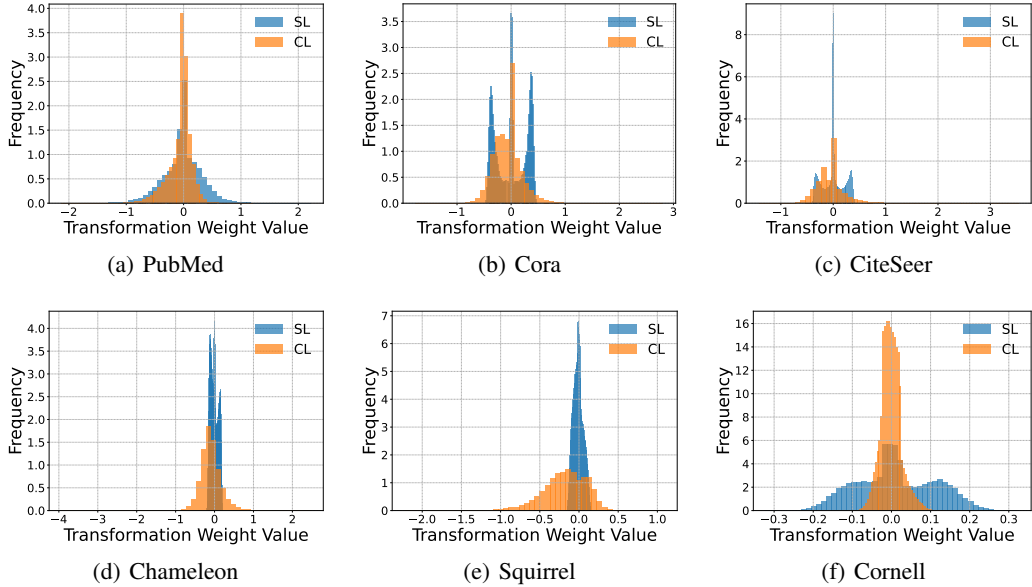 4.0
3.5
3.0
2.5
2.0
1.5
1.0
0.5
0.0
Frequency
SL
CL
−2 −1 0 1 2
Transformation Weight Value
(a) PubMed
3.5
3.0
2.5
2.0
1.5
1.0
0.5
0.0
Frequency
SL
CL
−1 0 1 2 3
Transformation Weight Value
(b) Cora
8
6
4
2
0
Frequency
SL
CL
−1 0 1 2 3
Transformation Weight Value
(c) CiteSeer
4.0
3.5
3.0
2.5
2.0
1.5
1.0
0.5
0.0
Frequency
SL
CL
−4 −3 −2 −1 0 1 2
Transformation Weight Value
(d) Chameleon
7
6
5
4
3
2
1
0
Frequency
SL
CL
−2.0 −1.5 −1.0 −0.5 0.0 0.5 1.0
Transformation Weight Value
(e) Squirrel
16
14
12
10
8
6
4
2
0
Frequency
SL
CL
−0.3 −0.2 −0.1 0.0 0.1 0.2 0.3
Transformation Weight Value
(f) Cornell